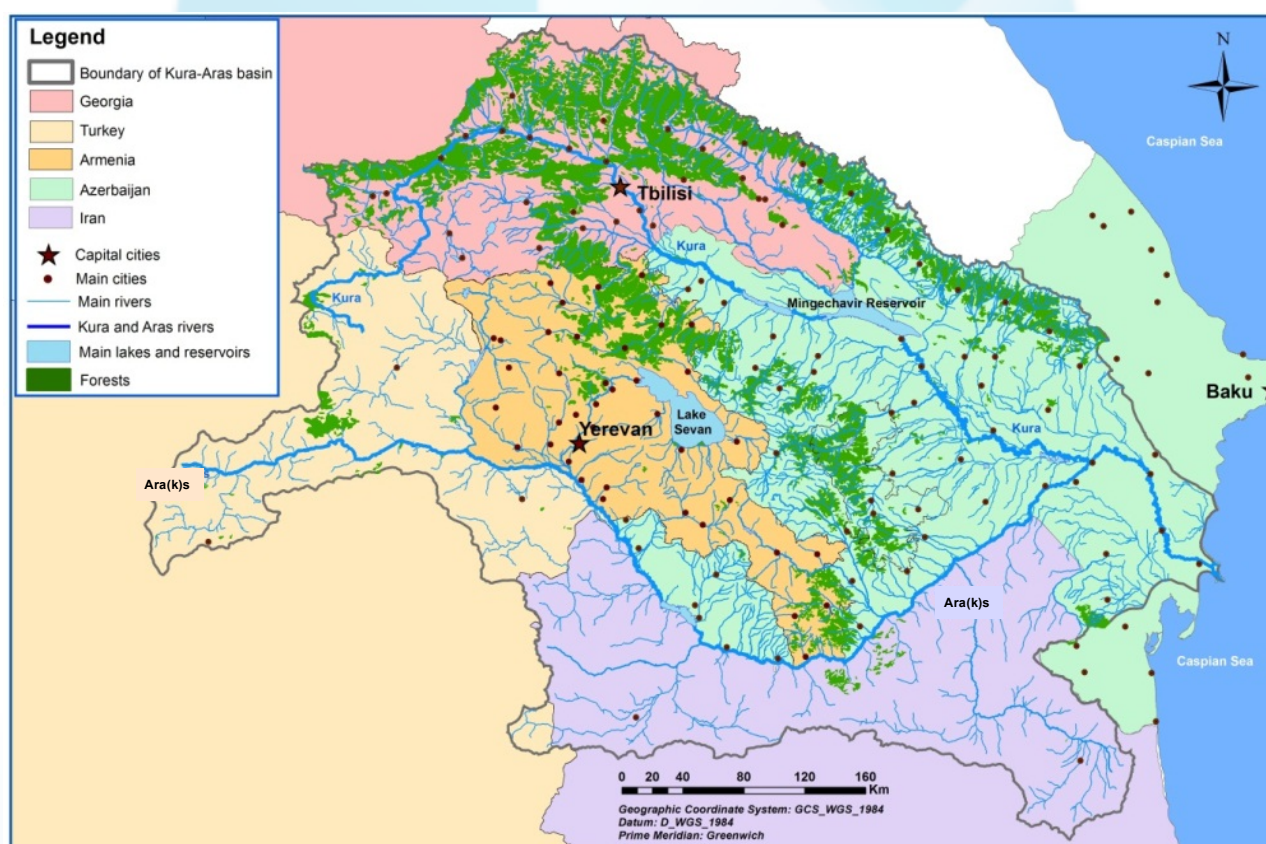 Legend
Boundary of Kura-Aras basin
Georgia
Turkey
Armenia
Azerbaijan
Iran
Capital cities
Main cities
Main rivers
Kura and Aras rivers
Main lakes and reservoirs
Forests
N
Caspian Sea
Tbilisi
Kura
Mingechavir Reservoir
Kura
Baku
Lake
Sevan
Yerevan
Kura
Ara(k)s
Ara(k)s
Caspian Sea
0 20 40 80 120 160
Km
Geographic Coordinate System: GCS_WGS_1984
Datum: D_WGS_1984
Prime Meridian: Greenwich